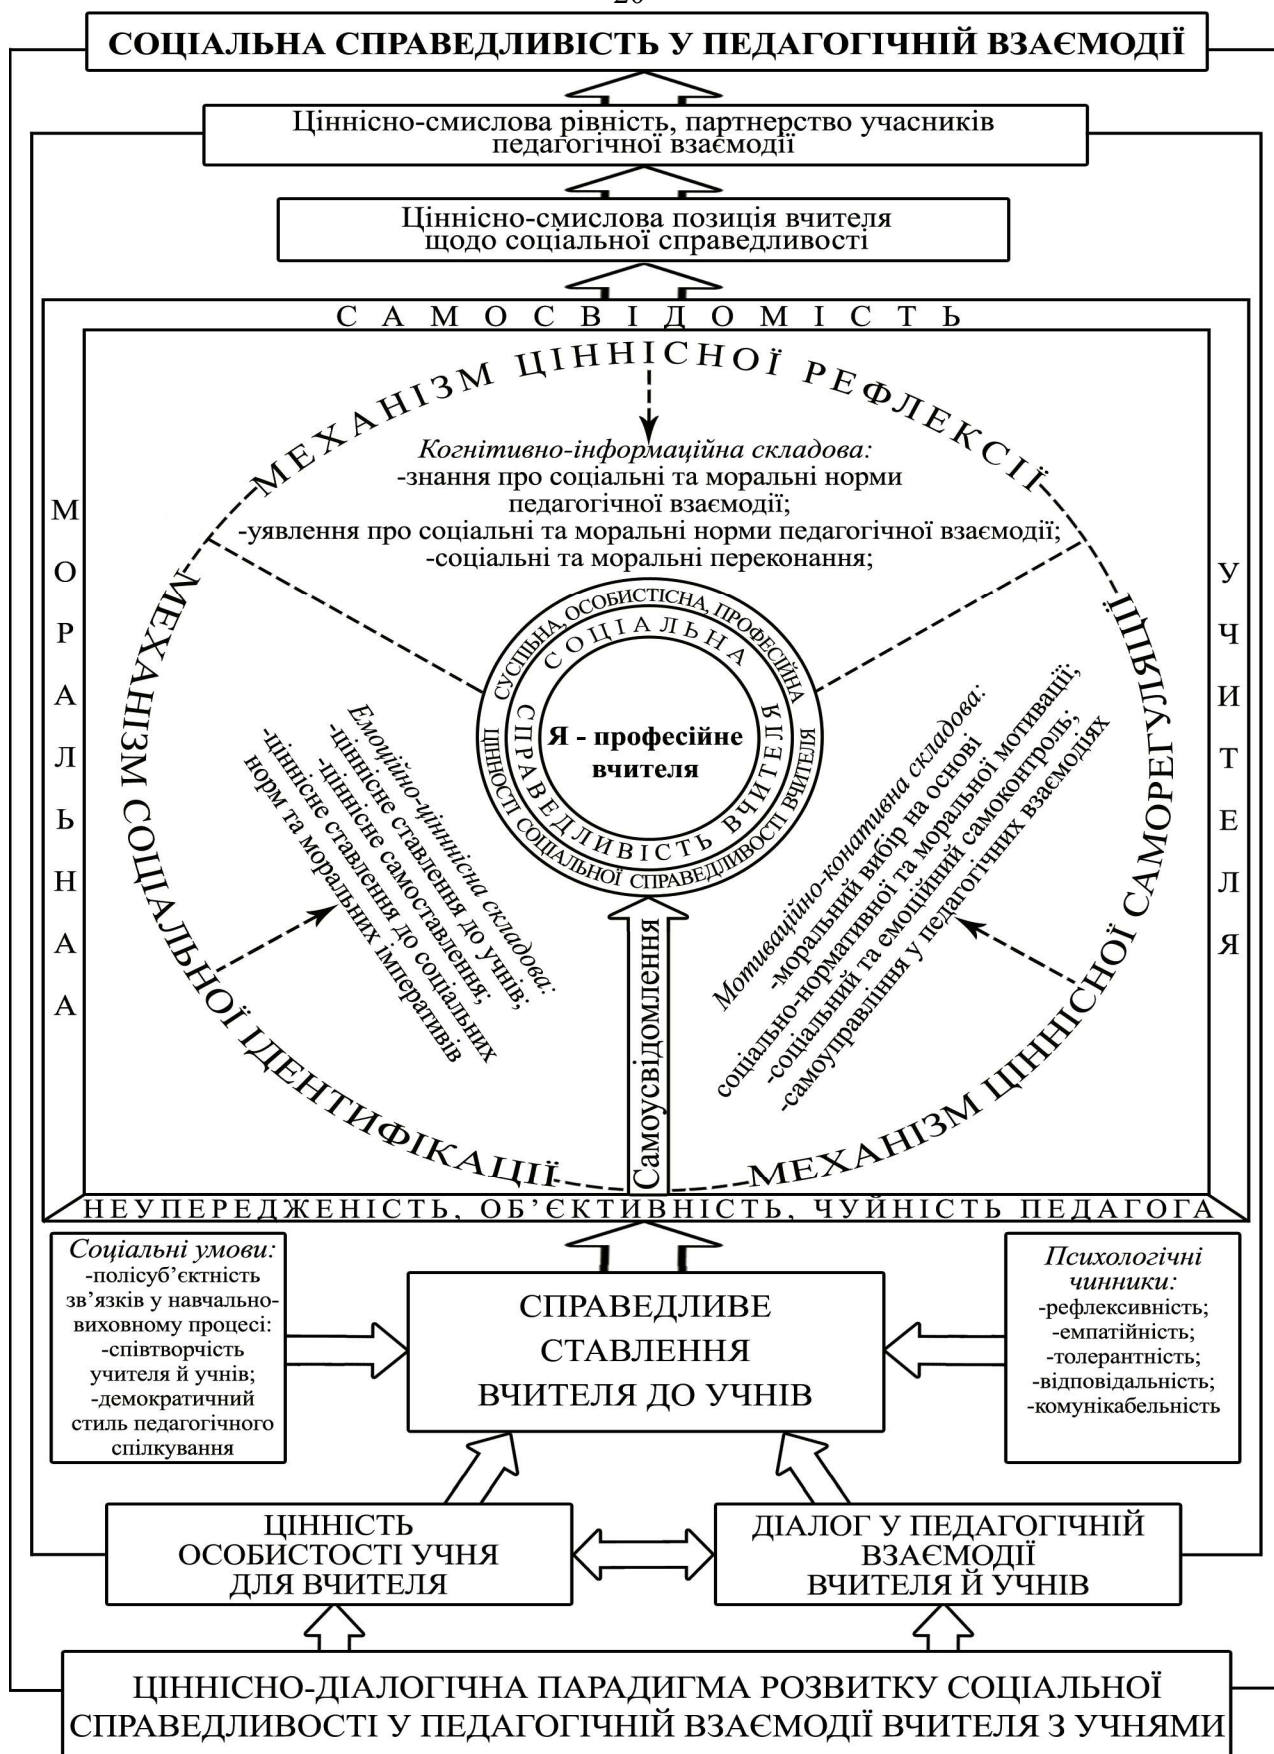 СОЦІАЛЬНА СПРАВЕДЛИВІСТЬ У ПЕДАГОГІЧНІЙ ВЗАЄМОДІЇ
Ціннісно-смислова рівність, партнерство учасників
педагогічної взаємодії
Ціннісно-смислова позиція вчителя
щодо соціальної справедливості
САМОСВІДОМІСТЬ
МОРАЛЬНАА
УЧИТЕЛЯ
МЕХАНІЗМ ЦІННІСНОЇ РЕФЛЕКСІЇ
Когнітивно-інформаційна складова:
-знання про соціальні та моральні норми
педагогічної взаємодії;
-уявлення про соціальні та моральні норми педагогічної взаємодії;
-соціальні та моральні переконання;
МЕХАНІЗМ СОЦІАЛЬНОЇ ІДЕНТИФІКАЦІЇ
Емоційно-цінннісна складова:
-ціннісне ставлення до учнів;
-ціннісне самоставлення;
-ціннісне ставлення до соціальних
норм та моральних імперативів
СУСПІЛЬНА, ОСОБИСТІСНА, ПРОФЕСІЙНА
ЦІННОСТІ СОЦІАЛЬНОЇ СПРАВЕДЛИВОСТІ ВЧИТЕЛЯ
СОЦІАЛЬНА
СПРАВЕДЛИВІСТЬ ВЧИТЕЛЯ
Я - професійне
вчителя
МЕХАНІЗМ ЦІННІСНОЇ САМОРЕГУЛЯЦІЇ
Мотиваційно-конативна складова:
-моральний вибір на основі
соціально-нормативної та моральної мотивації;
-соціальний та емоційний самоконтроль;
-самоуправління у педагогічних взаємодіях
Самоусвідомлення
НЕУПЕРЕДЖЕНІСТЬ, ОБ’ЄКТИВНІСТЬ, ЧУЙНІСТЬ ПЕДАГОГА
Соціальні умови:
-полісуб’єктність
зв’язків у навчально-
виховному процесі:
-співтворчість
учителя й учнів;
-демократичний
стиль педагогічного
спілкування
СПРАВЕДЛИВЕ
СТАВЛЕННЯ
ВЧИТЕЛЯ ДО УЧНІВ
Психологічні
чинники:
-рефлексивність;
-емпатійність;
-толерантність;
-відповідальність;
-комунікабельність
ЦІННІСТЬ
ОСОБИСТОСТІ УЧНЯ
ДЛЯ ВЧИТЕЛЯ
ДІАЛОГ У ПЕДАГОГІЧНІЙ
ВЗАЄМОДІЇ
ВЧИТЕЛЯ Й УЧНІВ
ЦІННІСНО-ДІАЛОГІЧНА ПАРАДИГМА РОЗВИТКУ СОЦІАЛЬНОЇ
СПРАВЕДЛИВОСТІ У ПЕДАГОГІЧНІЙ ВЗАЄМОДІЇ ВЧИТЕЛЯ З УЧНЯМИ